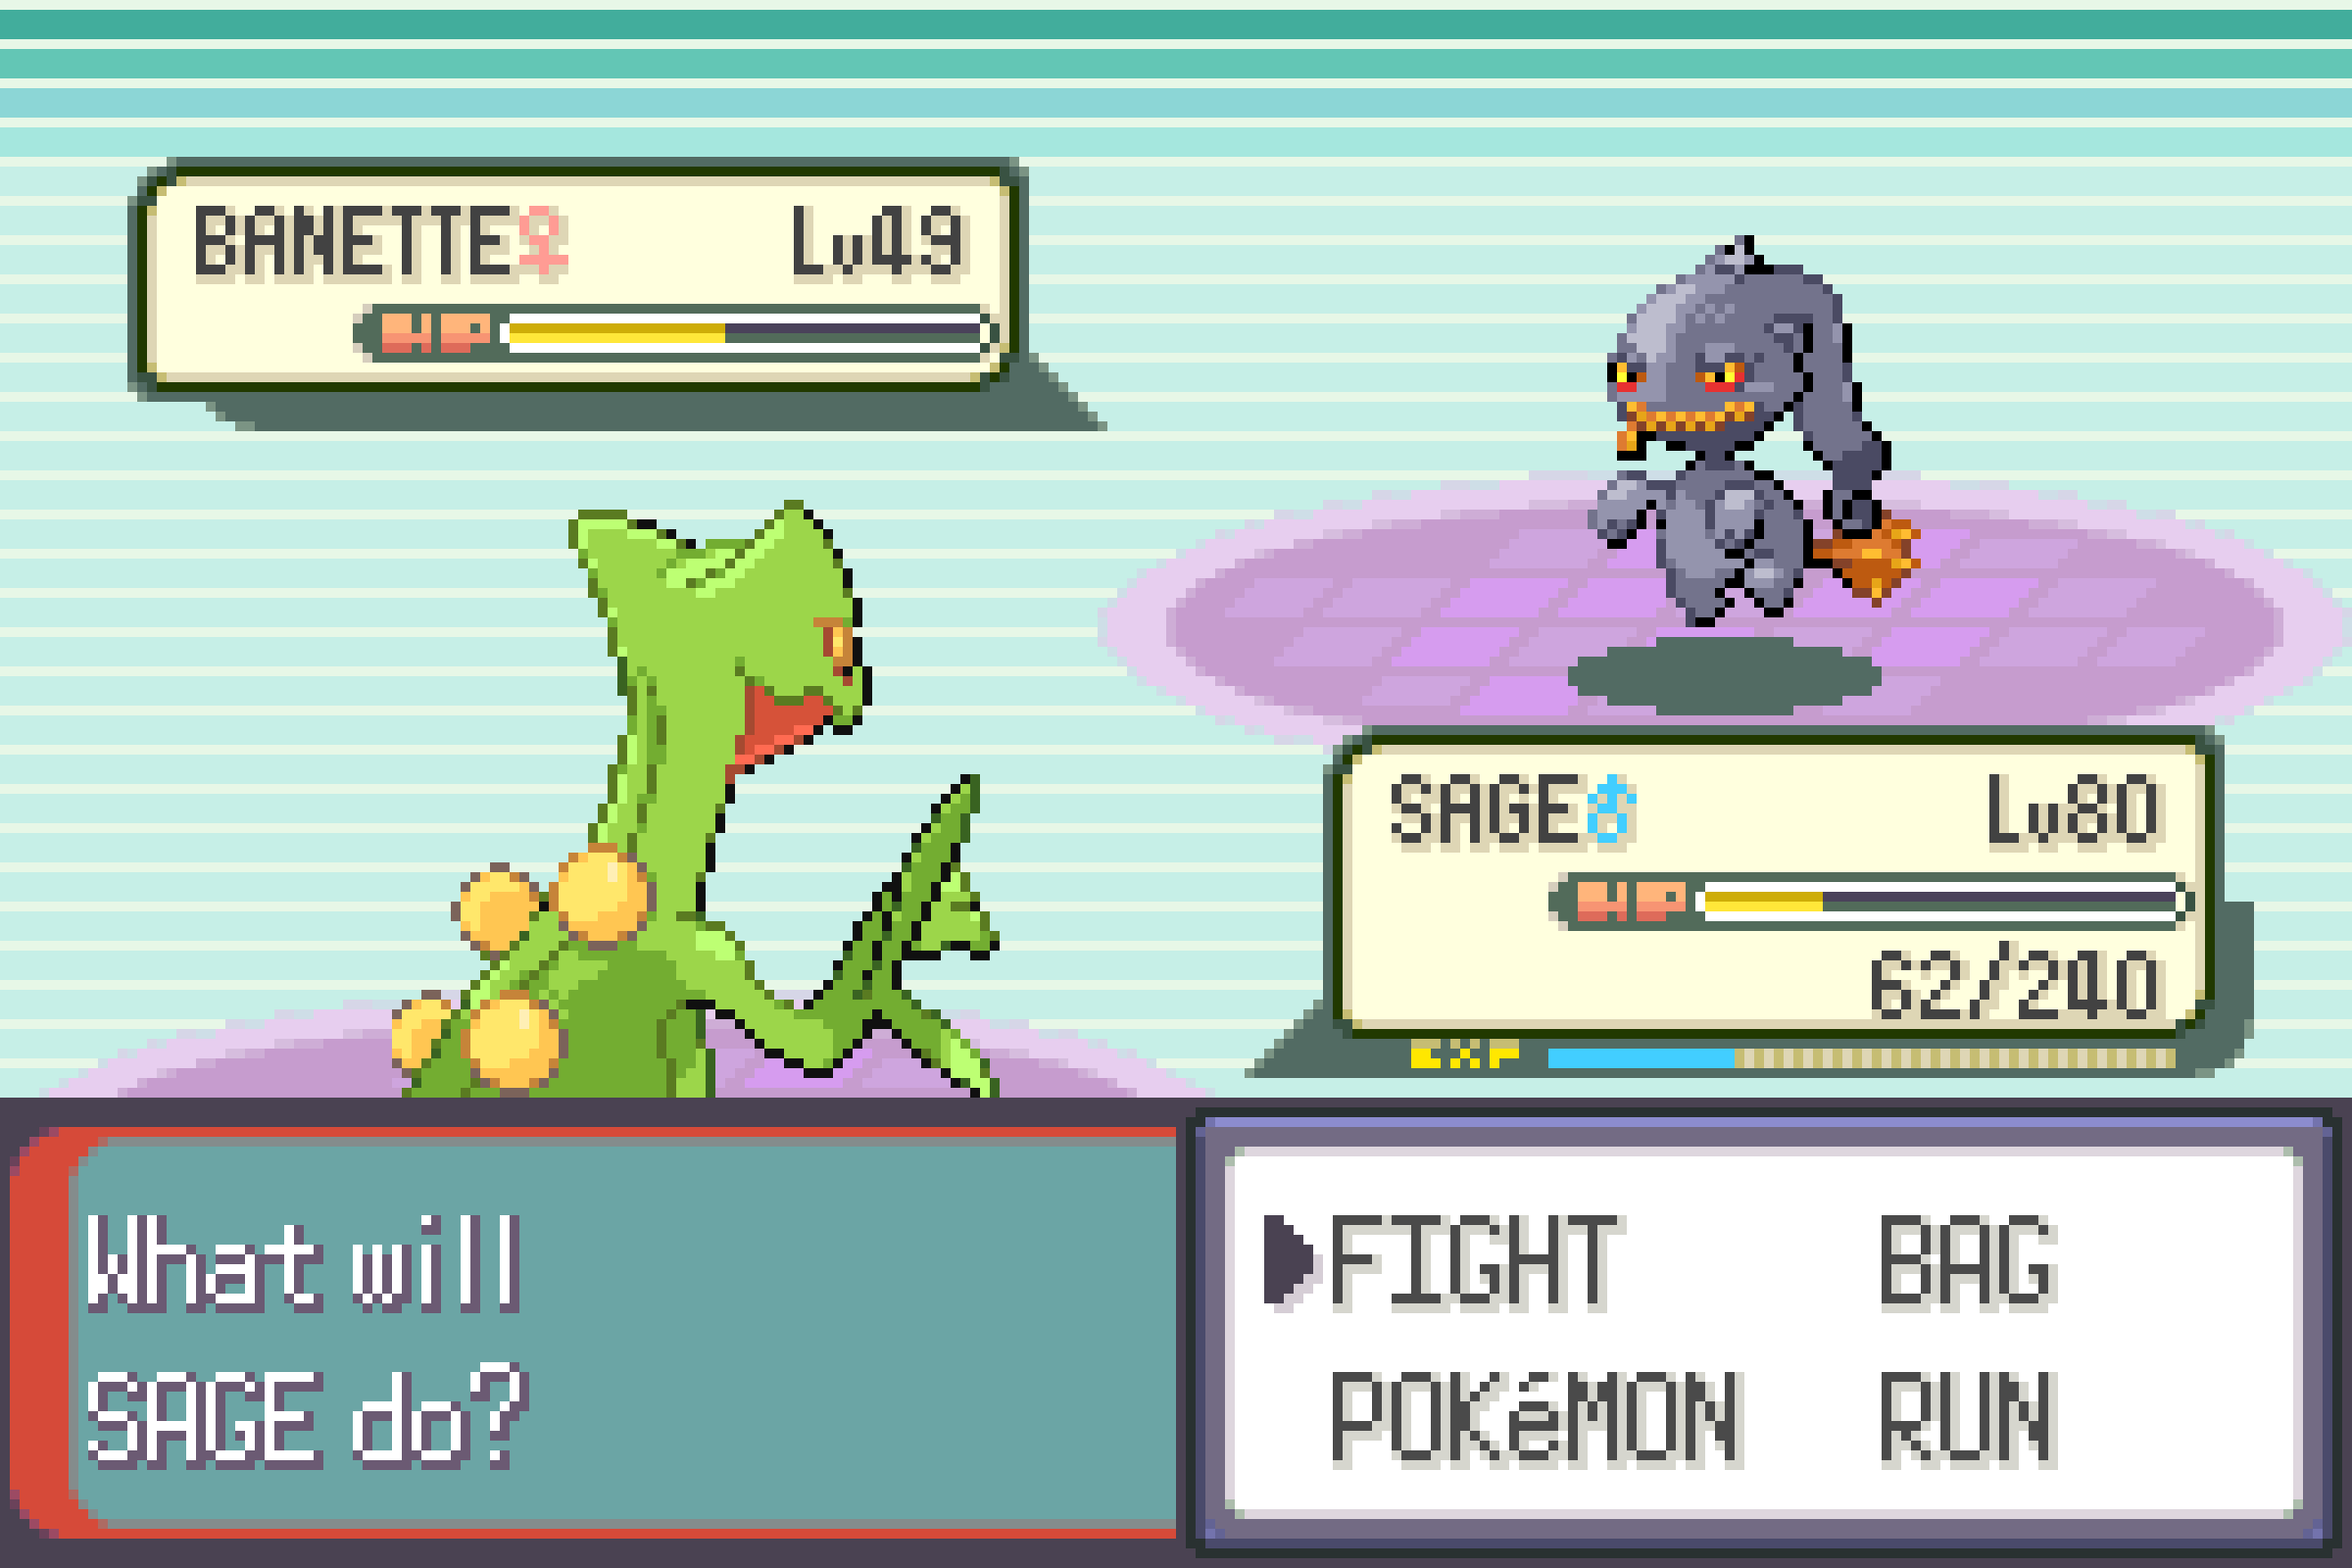 BANETTE♀ Lv49
HP
SAGE♂ Lv80
HP
62/240
EXP
What will
SAGE do?
FIGHT BAG
POKéMON RUN